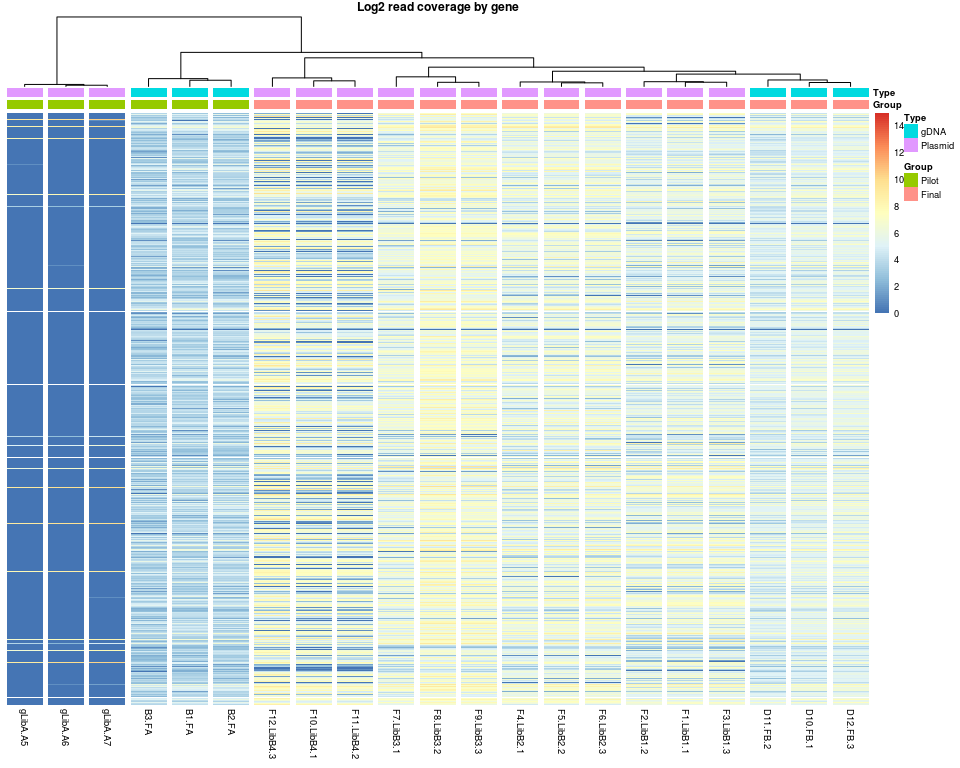 Log2 read coverage by gene
Type
Group
14
12
10
8
6
4
2
0
Type
gDNA
Plasmid
Group
Pilot
Final
gLibA.A5
gLibA.A6
gLibA.A7
B3.FA
B1.FA
B2.FA
F12.LibB4.3
F10.LibB4.1
F11.LibB4.2
F7.LibB3.1
F8.LibB3.2
F9.LibB3.3
F4.LibB2.1
F5.LibB2.2
F6.LibB2.3
F2.LibB1.2
F1.LibB1.1
F3.LibB1.3
D11.FB.2
D10.FB.1
D12.FB.3